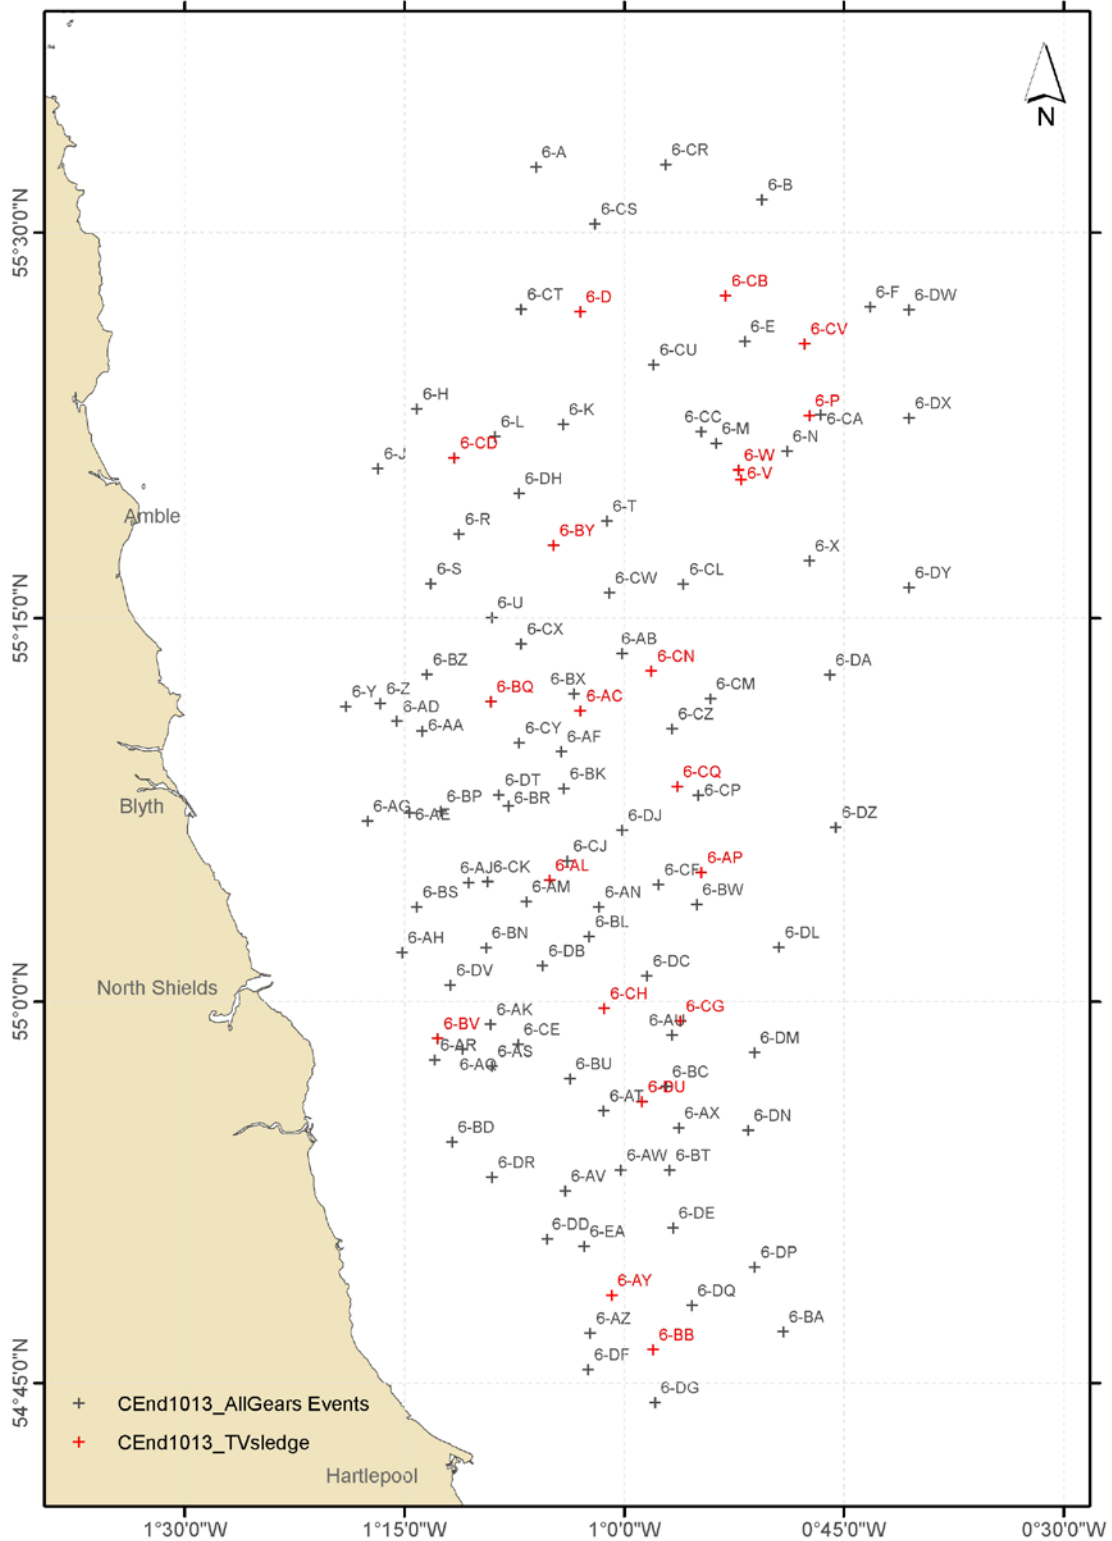 N
6-A
6-CR
6-B
6-CS
55°30'0"N
6-CB
6-CT
6-D
6-F
6-DW
6-E
6-CV
6-CU
6-H
6-K
6-L
6-P
6-CA
6-DX
6-CC
6-M
6-N
6-CD
6-J
6-W
6-V
6-DH
6-T
Amble
6-R
6-BY
6-X
6-S
6-CW
6-CL
6-DY
6-U
55°15'0"N
6-CX
6-AB
6-CN
6-DA
6-BZ
6-BX
6-Y
6-Z
6-BQ
6-AC
6-CM
6-AD
6-AA
6-CY
6-AF
6-CZ
6-DT
6-BK
6-CQ
6-CP
6-BP
6-BR
Blyth
6-AG
6-AE
6-DJ
6-DZ
6-CJ
6-AJ
6-CK
6-AL
6-CF
6-AP
6-BS
6-AM
6-AN
6-BW
6-AH
6-BN
6-BL
6-DB
6-DL
6-DV
6-DC
North Shields
55°0'0"N
6-CH
6-AK
6-CG
6-BV
6-CE
6-AU
6-AR
6-AS
6-DM
6-AQ
6-BU
6-BC
6-DU
6-AT
6-AX
6-DN
6-BD
6-DR
6-AW
6-BT
6-AV
6-DD
6-EA
6-DE
6-DP
6-AY
6-DQ
6-AZ
6-BB
6-BA
6-DF
54°45'0"N
6-DG
CEnd1013_AllGears Events
CEnd1013_TVsledge
Hartlepool
1°30'0"W
1°15'0"W
1°0'0"W
0°45'0"W
0°30'0"W